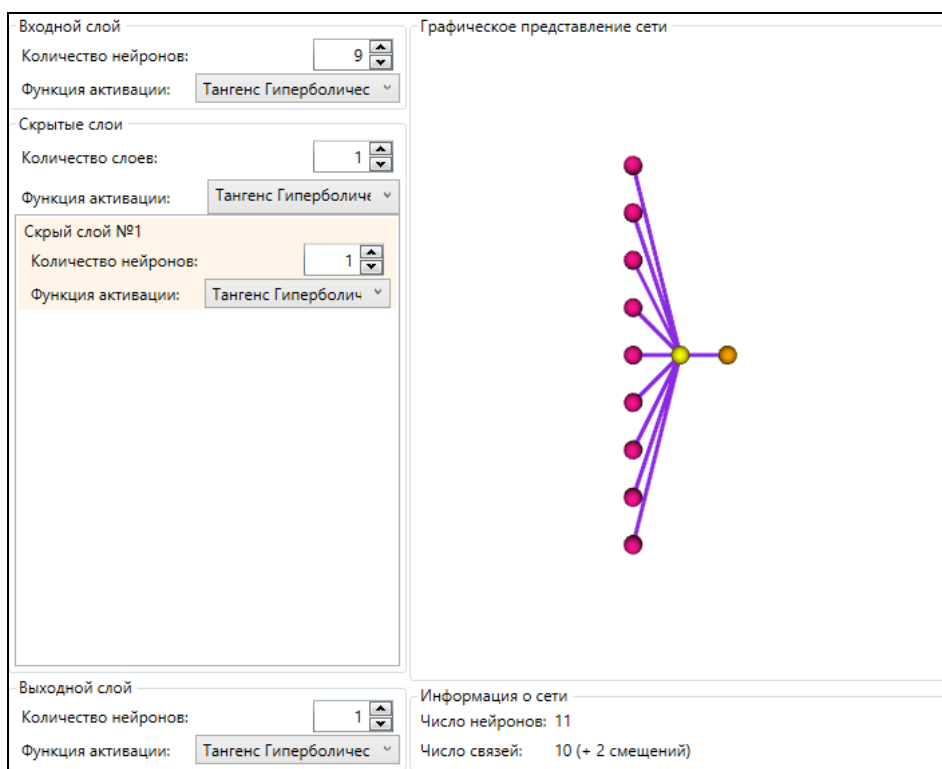 Входной слой
Количество нейронов: 9
Функция активации: Тангенс Гиперболичес
Скрытые слои
Количество слоев: 1
Функция активации: Тангенс Гиперболиче
Скрый слой №1
Количество нейронов: 1
Функция активации: Тангенс Гиперболич
Выходной слой
Количество нейронов: 1
Функция активации: Тангенс Гиперболичес
Графическое представление сети
Информация о сети
Число нейронов: 11
Число связей: 10 (+ 2 смещений)